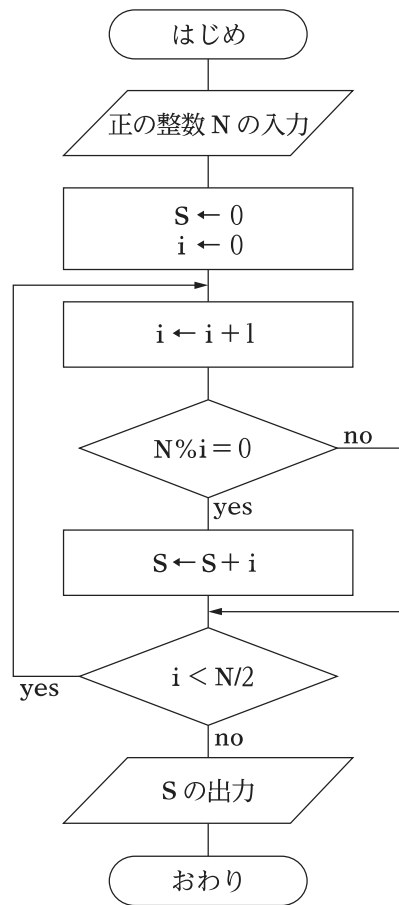 はじめ
正の整数 N の入力
S ← 0
i ← 0
i ← i + 1
N%i = 0
no
yes
S ← S + i
i < N/2
yes
no
S の出力
おわり